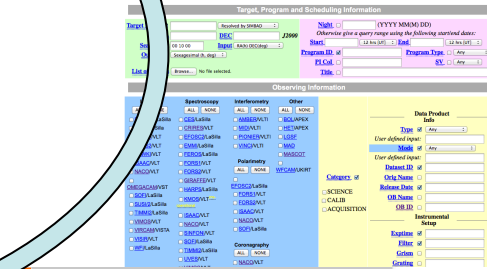 Target, Program and Scheduling Information
Target
Resolved by SIMBAD
Night (YYYY MM(M) DD)
DEC J2000
Otherwise give a query range using the following start/end dates:
00 10 00 Input RA(h) DEC(deg)
Start 12 hrs [UT] End 12 hrs [UT]
Sexagesimal (h, deg)
Program ID Program Type Any
PI Col SV Any
Browse... No file selected.
Title
Observing Information
Spectroscopy Interferometry Other
ALL NONE ALL NONE ALL NONE
CES/LaSilla AMBER/VLTI BOL/APEX
CRIRES/VLT MIDI/VLTI HET/APEX
EFOSC2/LaSilla PIONIER/VLTI LGSF
EMMI/LaSilla VINCI/VLTI MAD
FEROS/LaSilla MASCOT
ISAAC/VLT FORS1/VLT Polarimetry WFCAM/UKIRT
NACO/VLT FORS2/VLT ALL NONE
GIRAFFE/VLT
OMEGACAM/VST HARPS/LaSilla EFOSC2/LaSilla
SOFI/LaSilla KMOS/VLT FORS1/VLT
SUSI2/LaSilla FORS2/VLT
TIMMI2/LaSilla ISAAC/VLT ISAAC/VLT
VIMOS/VLT NACO/VLT NACO/VLT
VIRCAM/VISTA SINFONI/VLT SOFI/LaSilla
VISIR/VLT SOFI/LaSilla Coronagraphy
WFI/LaSilla TIMMI2/LaSilla ALL NONE
UVES/VLT NACO/VLT
Category
SCIENCE
CALIB
ACQUISITION
Data Product
Info
Type Any
User defined input:
Mode Any
User defined input:
Dataset ID
Orig Name
Release Date
OB Name
OB ID
Instrumental
Setup
Exptime
Filter
Grism
Grating